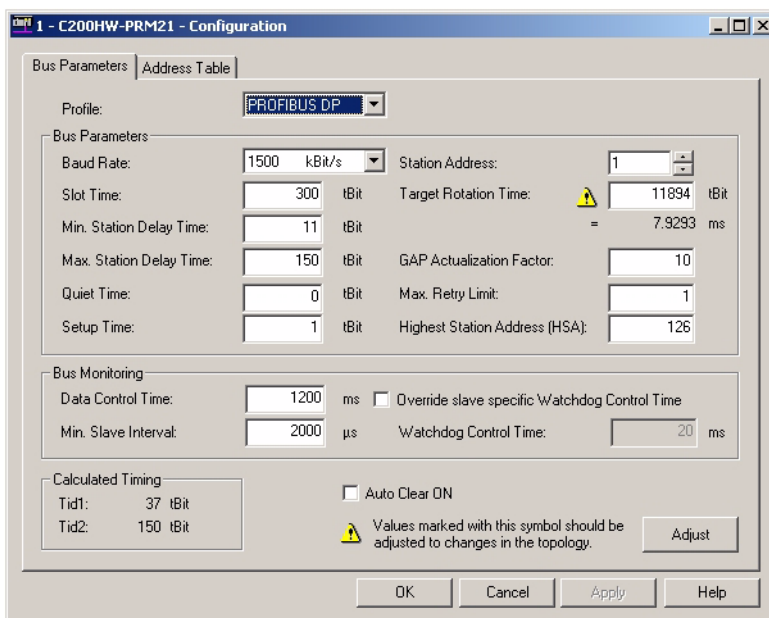 1 - C200HW-PRM21 - Configuration
Bus Parameters Address Table
Profile: PROFIBUS DP
Bus Parameters
Baud Rate: 1500 kBit/s Station Address: 1
Slot Time: 300 tBit Target Rotation Time: 11894 tBit
Min. Station Delay Time: 11 tBit = 7.9293 ms
Max. Station Delay Time: 150 tBit GAP Actualization Factor: 10
Quiet Time: 0 tBit Max. Retry Limit: 1
Setup Time: 1 tBit Highest Station Address (HSA): 126
Bus Monitoring
Data Control Time: 1200 ms Override slave specific Watchdog Control Time
Min. Slave Interval: 2000 µs Watchdog Control Time: 20 ms
Calculated Timing
Tid1: 37 tBit
Tid2: 150 tBit
Auto Clear ON
Values marked with this symbol should be
adjusted to changes in the topology.
Adjust
OK Cancel Apply Help